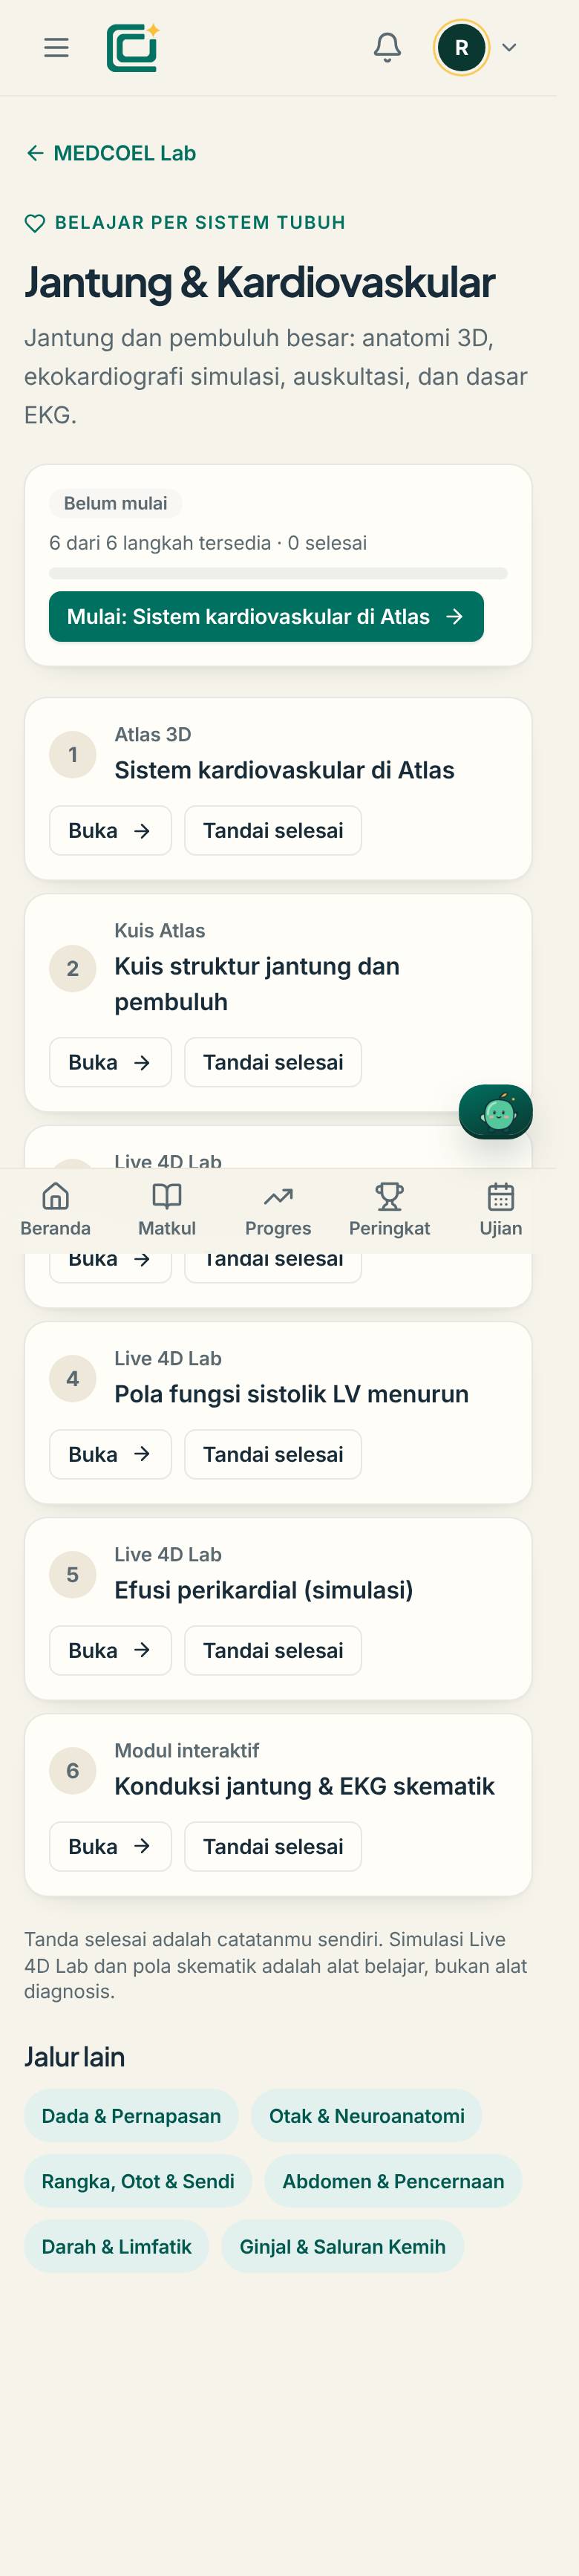 R
MEDCOEL Lab
BELAJAR PER SISTEM TUBUH
Jantung & Kardiovaskular
Jantung dan pembuluh besar: anatomi 3D,
ekokardiografi simulasi, auskultasi, dan dasar
EKG.
Belum mulai
6 dari 6 langkah tersedia · 0 selesai
Mulai: Sistem kardiovaskular di Atlas
1
Atlas 3D
Sistem kardiovaskular di Atlas
Buka
Tandai selesai
2
Kuis Atlas
Kuis struktur jantung dan
pembuluh
Buka
Tandai selesai
Live 4D Lab
Beranda
Matkul
Progres
Peringkat
Ujian
Buka
Tandai selesai
4
Live 4D Lab
Pola fungsi sistolik LV menurun
Buka
Tandai selesai
5
Live 4D Lab
Efusi perikardial (simulasi)
Buka
Tandai selesai
6
Modul interaktif
Konduksi jantung & EKG skematik
Buka
Tandai selesai
Tanda selesai adalah catatanmu sendiri. Simulasi Live
4D Lab dan pola skematik adalah alat belajar, bukan alat
diagnosis.
Jalur lain
Dada & Pernapasan
Otak & Neuroanatomi
Rangka, Otot & Sendi
Abdomen & Pencernaan
Darah & Limfatik
Ginjal & Saluran Kemih